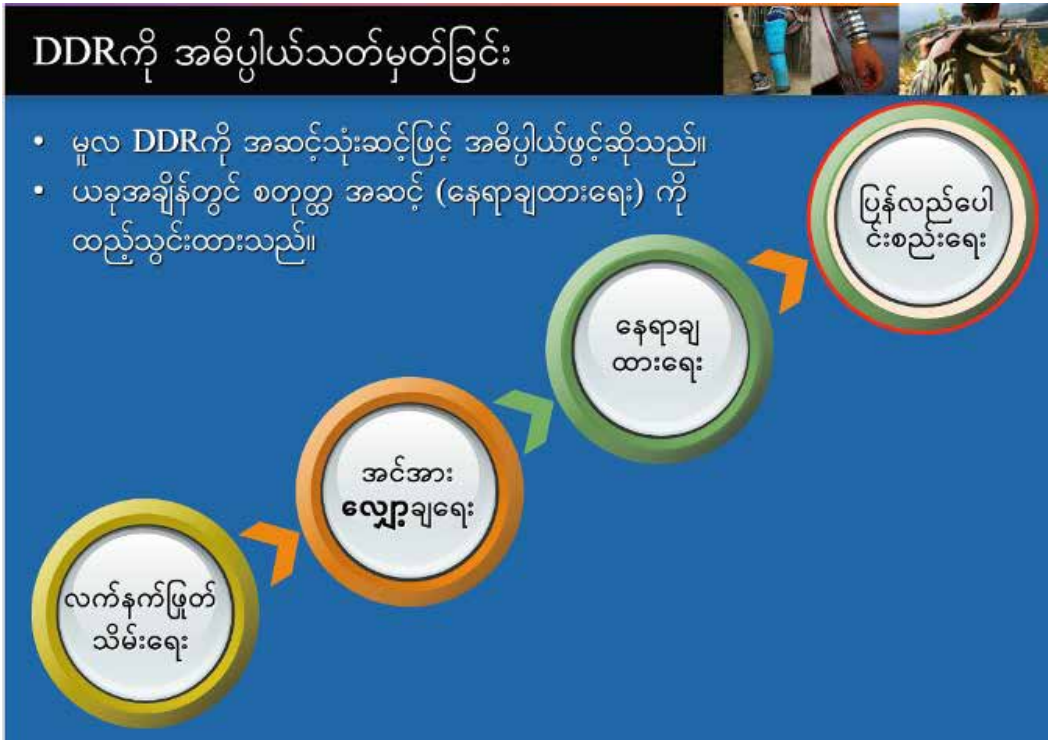 DDRကို အဓိပ္ပါယ်သတ်မှတ်ခြင်း
• မူလ DDRကို အဆင့်သုံးဆင့်ဖြင့် အဓိပ္ပါယ်ဖွင့်ဆိုသည်။
• ယခုအချိန်တွင် စတုတ္ထ အဆင့် (နေရာချထားရေး) ကို
ထည့်သွင်းထားသည်။
ပြန်လည်ပေါ
င်းစည်းရေး
နေရာချ
ထားရေး
အင်အား
လျှော့ချရေး
လက်နက်ဖြုတ်
သိမ်းရေး